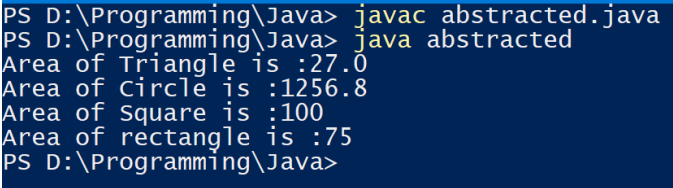 PS D:\Programming\Java> javac abstracted.java
PS D:\Programming\Java> java abstracted
Area of Triangle is :27.0
Area of Circle is :1256.8
Area of Square is :100
Area of rectangle is :75
PS D:\Programming\Java>